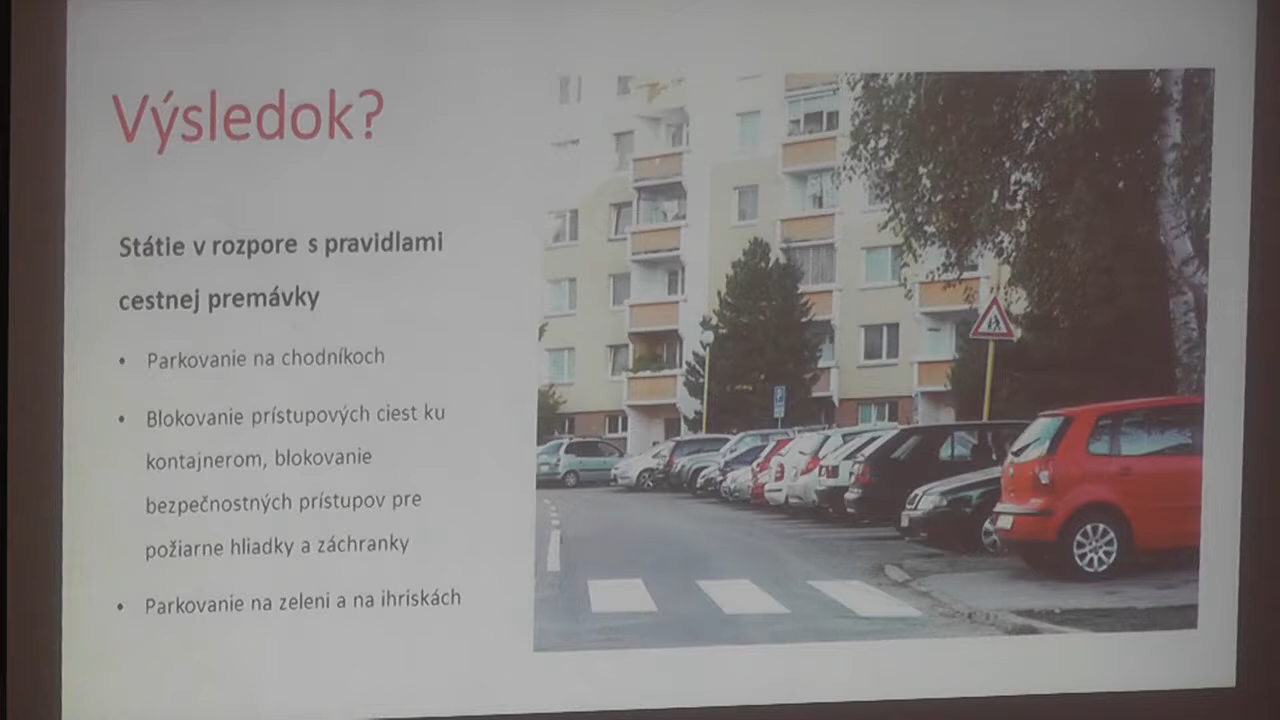 Výsledok?
Státie v rozpore s pravidlami
cestnej premávky
• Parkovanie na chodníkoch
• Blokovanie prístupových ciest ku
kontajnerom, blokovanie
bezpečnostných prístupov pre
požiarne hliadky a záchranky
• Parkovanie na zeleni a na ihriskách